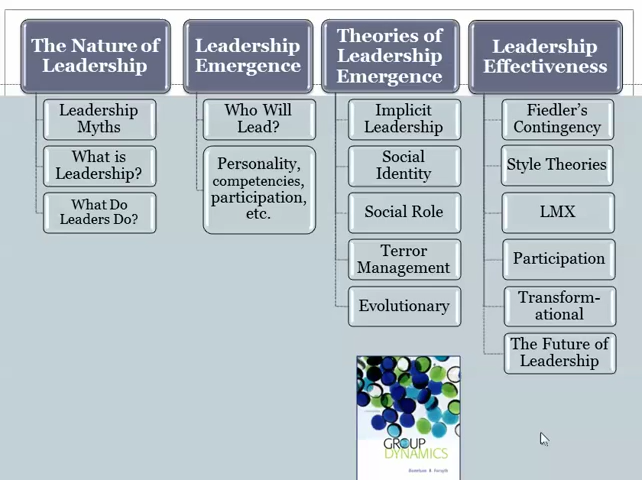 The Nature of
Leadership
Leadership
Myths
What is
Leadership?
What Do
Leaders Do?
Leadership
Emergence
Who Will
Lead?
Personality,
competencies,
participation,
etc.
Theories of
Leadership
Emergence
Implicit
Leadership
Social
Identity
Social Role
Terror
Management
Evolutionary
Leadership
Effectiveness
Fiedler's
Contingency
Style Theories
LMX
Participation
Transform-
ational
The Future of
Leadership
GROUP
DYNAMICS
Donelson R. Forsyth